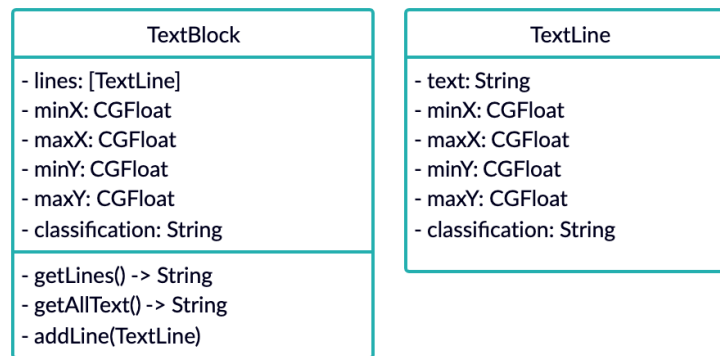 TextBlock
- lines: [TextLine]
- minX: CGFloat
- maxX: CGFloat
- minY: CGFloat
- maxY: CGFloat
- classification: String
- getLines() -> String
- getAllText() -> String
- addLine(TextLine)
TextLine
- text: String
- minX: CGFloat
- maxX: CGFloat
- minY: CGFloat
- maxY: CGFloat
- classification: String